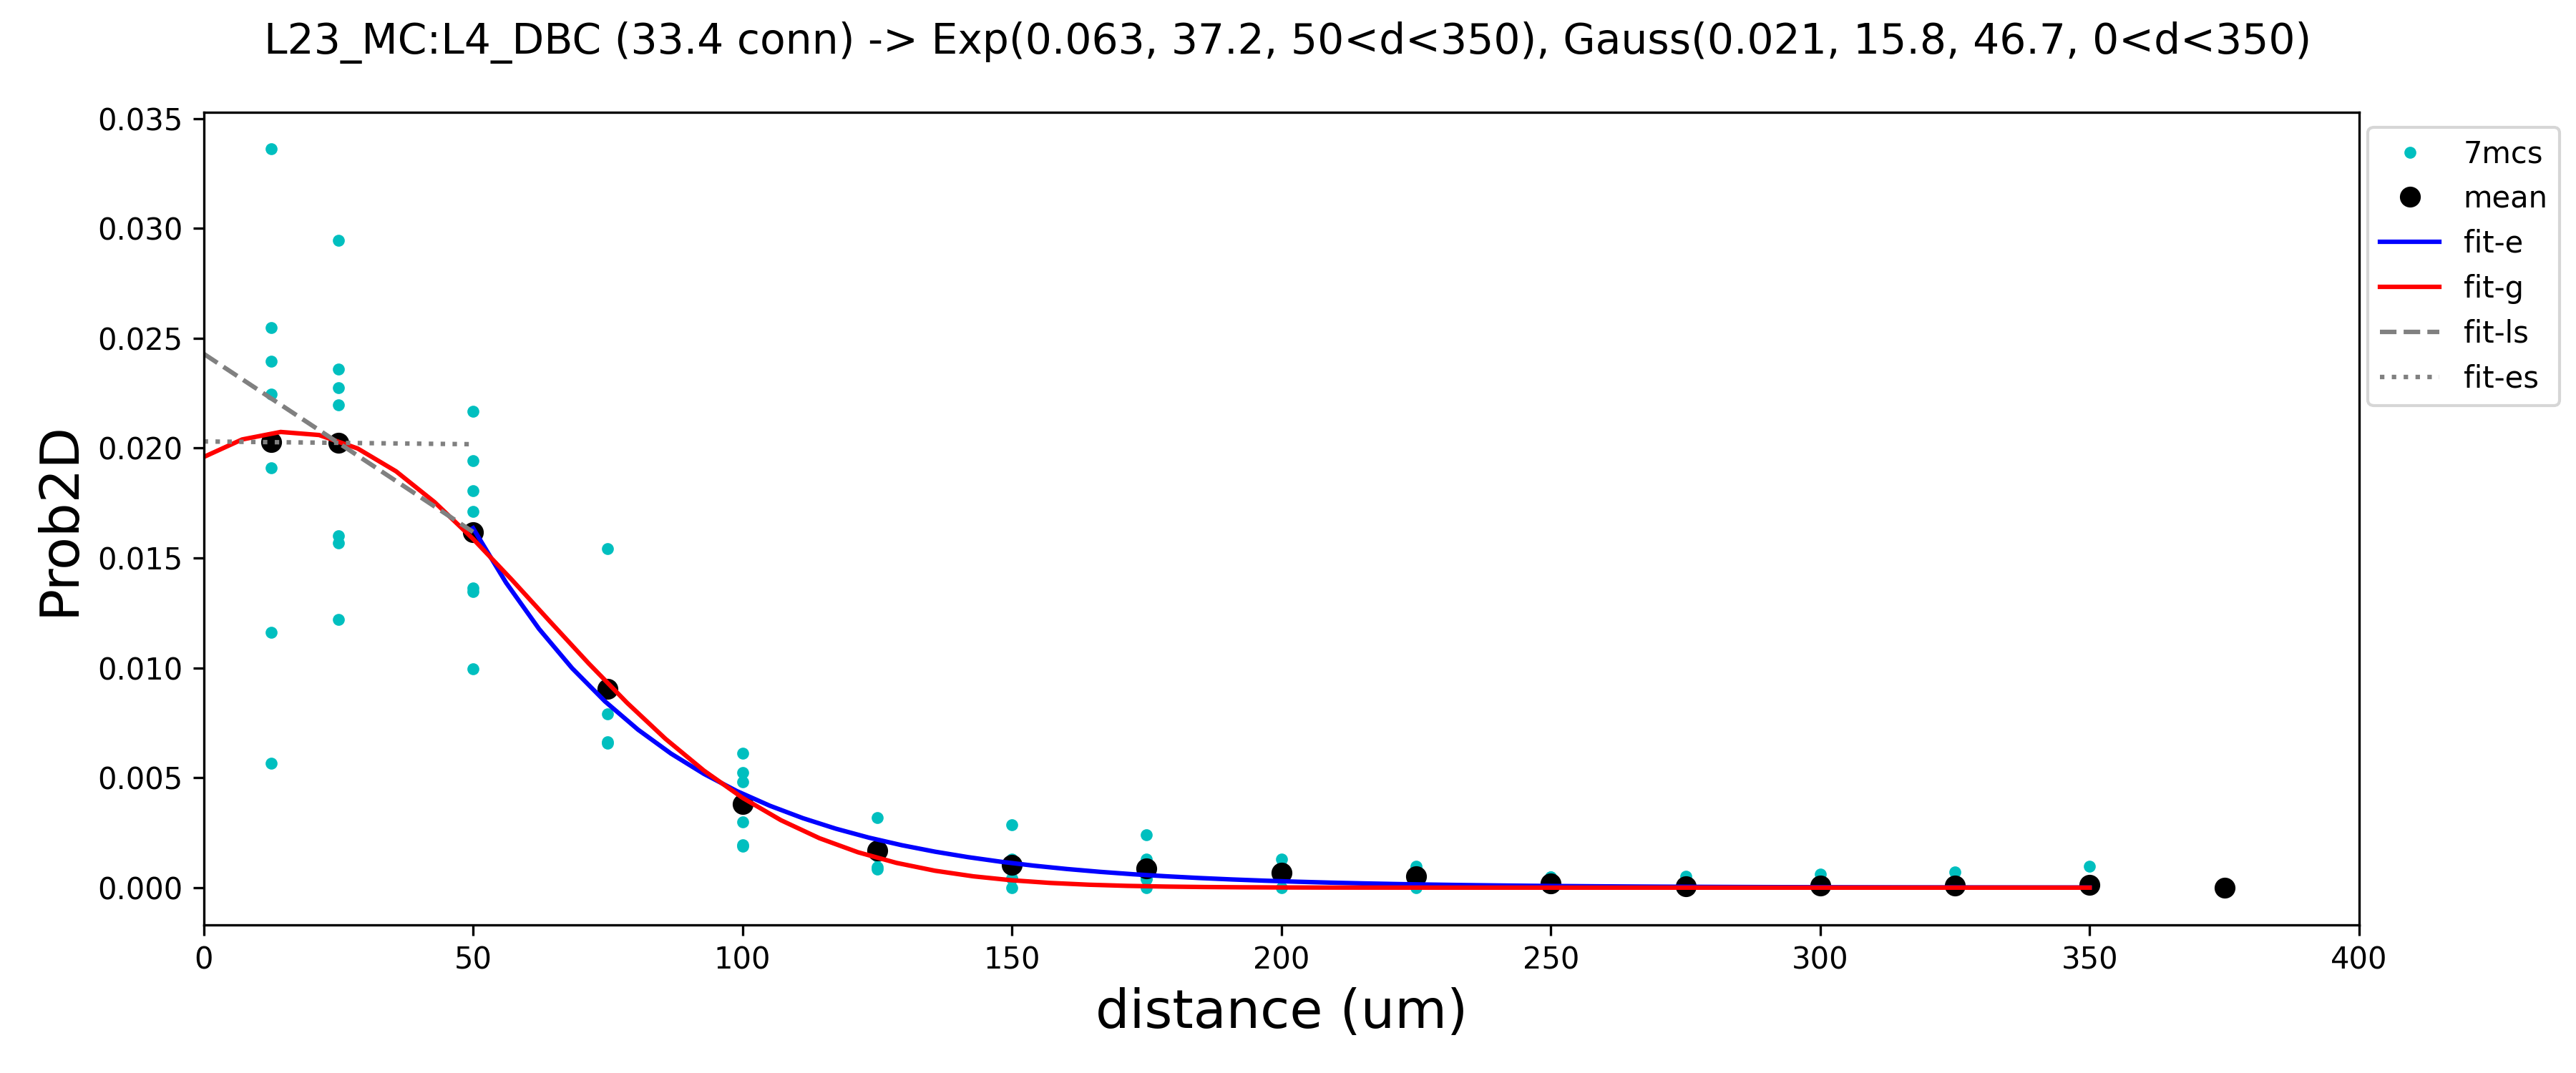 L23_MC:L4_DBC (33.4 conn) -> Exp(0.063, 37.2, 50<d<350), Gauss(0.021, 15.8, 46.7, 0<d<350)
0.035
0.030
0.025
0.020
0.015
0.010
0.005
0.000
Prob2D
0 50 100 150 200 250 300 350 400
distance (um)
7mcs
mean
fit-e
fit-g
fit-ls
fit-es